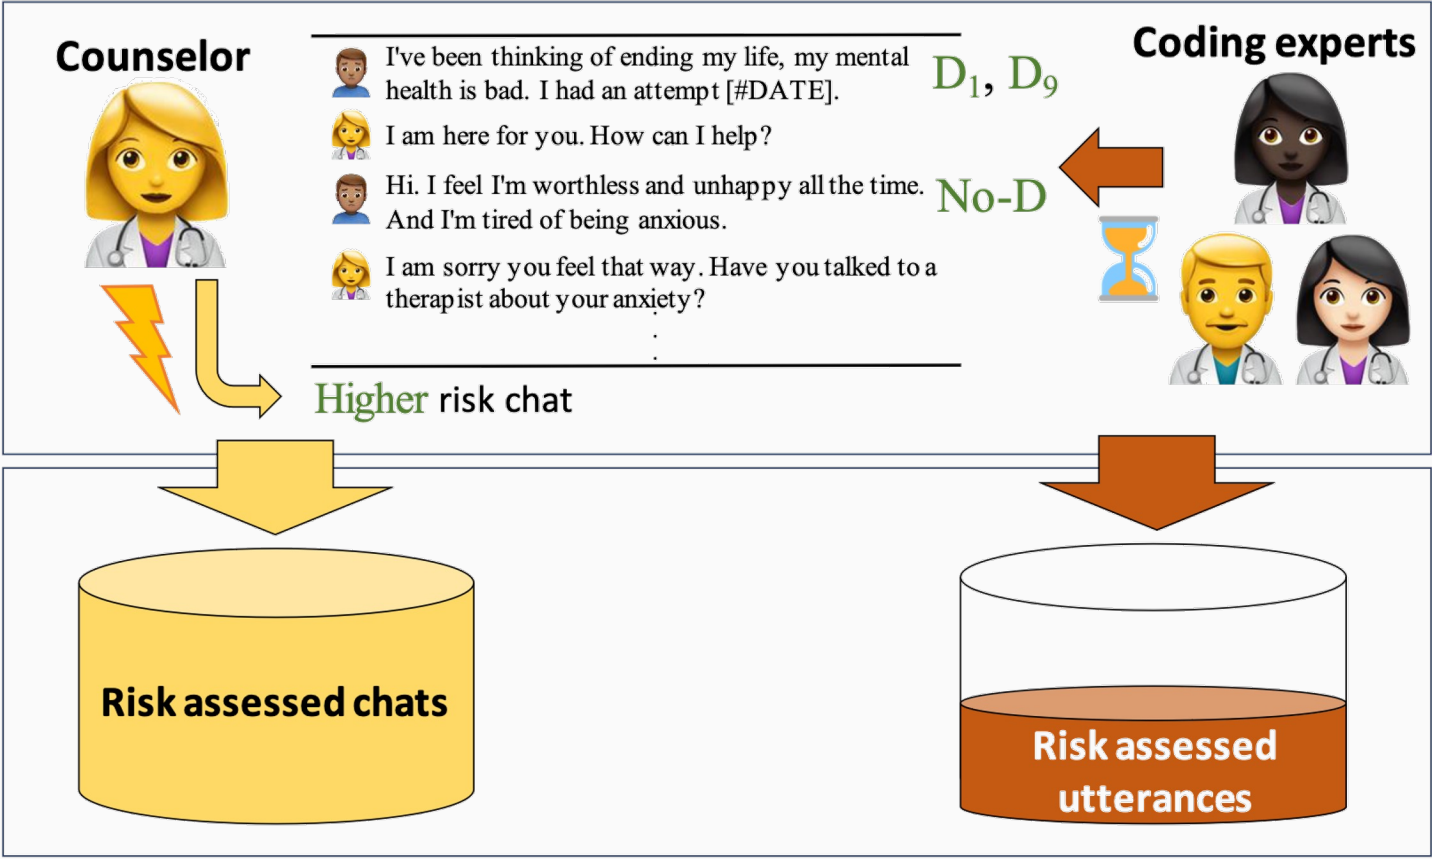 Counselor
Coding experts
I've been thinking of ending my life, my mental
health is bad. I had an attempt [#DATE].
D1, D9
I am here for you. How can I help?
Hi. I feel I'm worthless and unhappy all the time.
And I'm tired of being anxious.
No-D
I am sorry you feel that way. Have you talked to a
therapist about your anxiety?
.
.
.
Higher risk chat
Risk assessed chats
Risk assessed
utterances